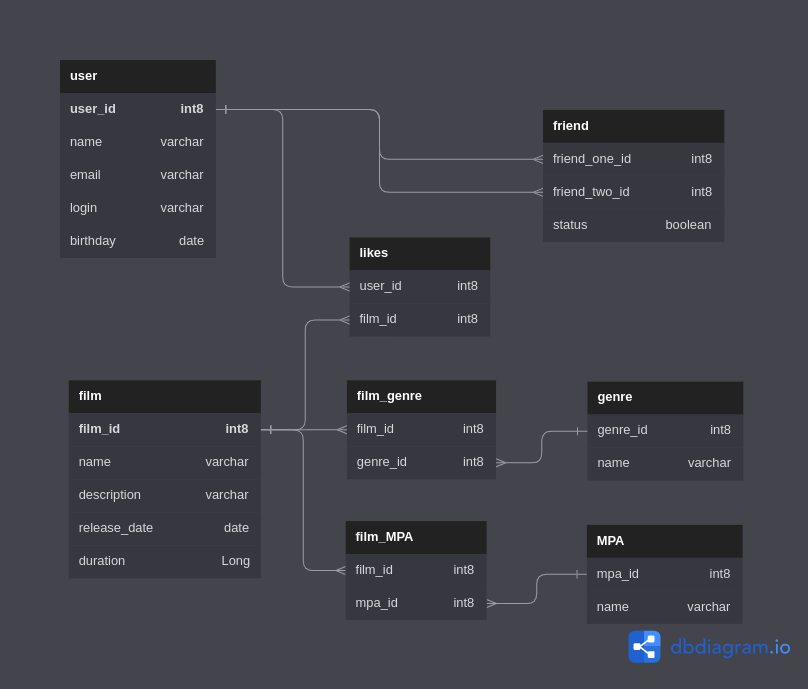 user
user_id int8
name varchar
email varchar
login varchar
birthday date
friend
friend_one_id int8
friend_two_id int8
status boolean
likes
user_id int8
film_id int8
film
film_id int8
name varchar
description varchar
release_date date
duration Long
film_genre
film_id int8
genre_id int8
genre
genre_id int8
name varchar
film_MPA
film_id int8
mpa_id int8
MPA
mpa_id int8
name varchar
dbdiagram.io